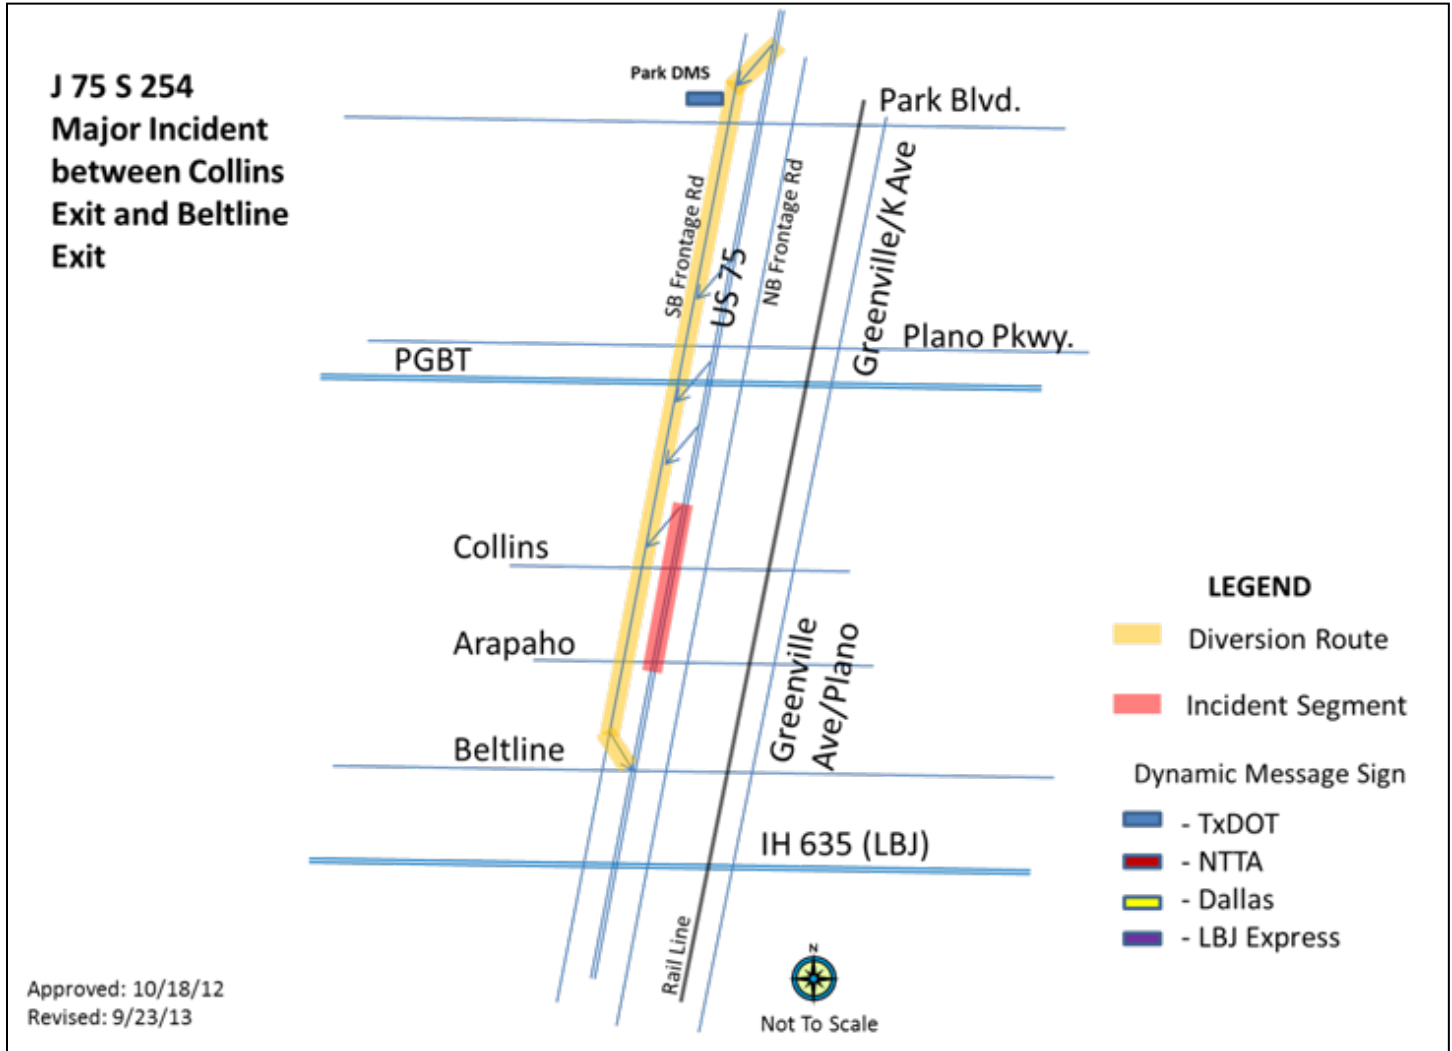 J 75 S 254
Major Incident
between Collins
Exit and Beltline
Exit
Park DMS
Park Blvd.
SB Frontage Rd
US 75
NB Frontage Rd
Greenville/K Ave
Plano Pkwy.
PGBT
Collins
Arapaho
Greenville
Ave/Plano
Beltline
IH 635 (LBJ)
Rail Line
N
Not To Scale
LEGEND
Diversion Route
Incident Segment
Dynamic Message Sign
- TxDOT
- NTTA
- Dallas
- LBJ Express
Approved: 10/18/12
Revised: 9/23/13